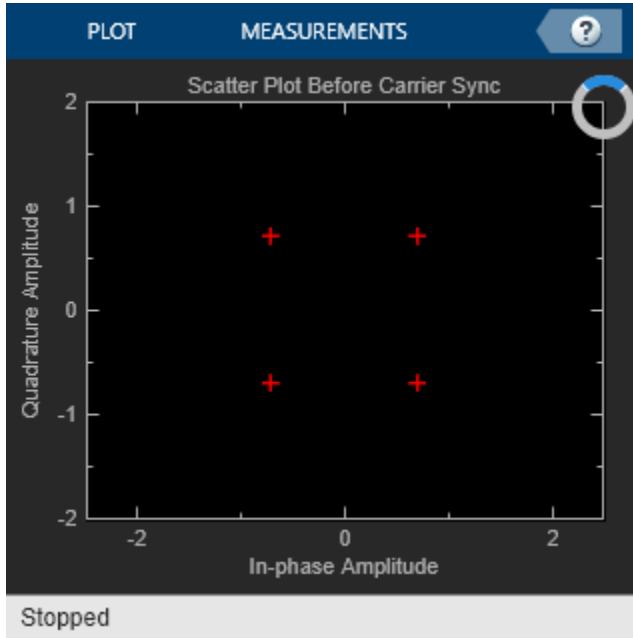 PLOT MEASUREMENTS ?
Scatter Plot Before Carrier Sync
2
1
0
-1
-2
Quadrature Amplitude
-2 0 2
In-phase Amplitude
Stopped